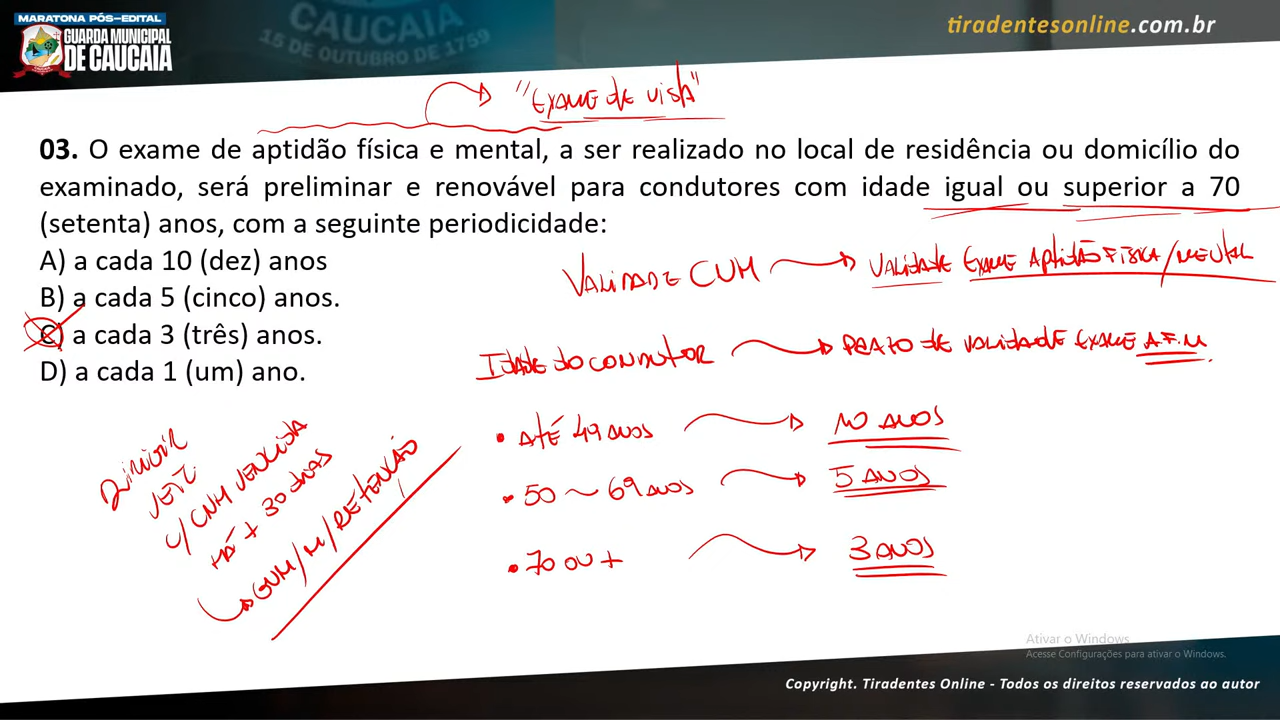 MARATONA PÓS-EDITAL
GUARDA MUNICIPAL
DE CAUCAIA
CAUCAIA
15 DE OUTUBRO DE 1759
tiradentesonline.com.br
"EXAME DE VISTA"
03. O exame de aptidão física e mental, a ser realizado no local de residência ou domicílio do
examinado, será preliminar e renovável para condutores com idade igual ou superior a 70
(setenta) anos, com a seguinte periodicidade:
A) a cada 10 (dez) anos
B) a cada 5 (cinco) anos.
C) a cada 3 (três) anos.
D) a cada 1 (um) ano.
VALIDADE CNH VALIDADE EXAME APTIDÃO FÍSICA/MENTAL
IDADE DO CONDUTOR PRAZO DE VALIDADE EXAME A.F.M.
• ATÉ 49 ANOS 10 ANOS
• 50 ~ 69 ANOS 5 ANOS
• 70 OU + 3 ANOS
DIRIGIR
VEÍC
C/ CNH VENCIDA
HÁ + 30 DIAS
GVM/M/RETENÇÃO
Ativar o Windows
Acesse Configurações para ativar o Windows.
Copyright. Tiradentes Online - Todos os direitos reservados ao autor